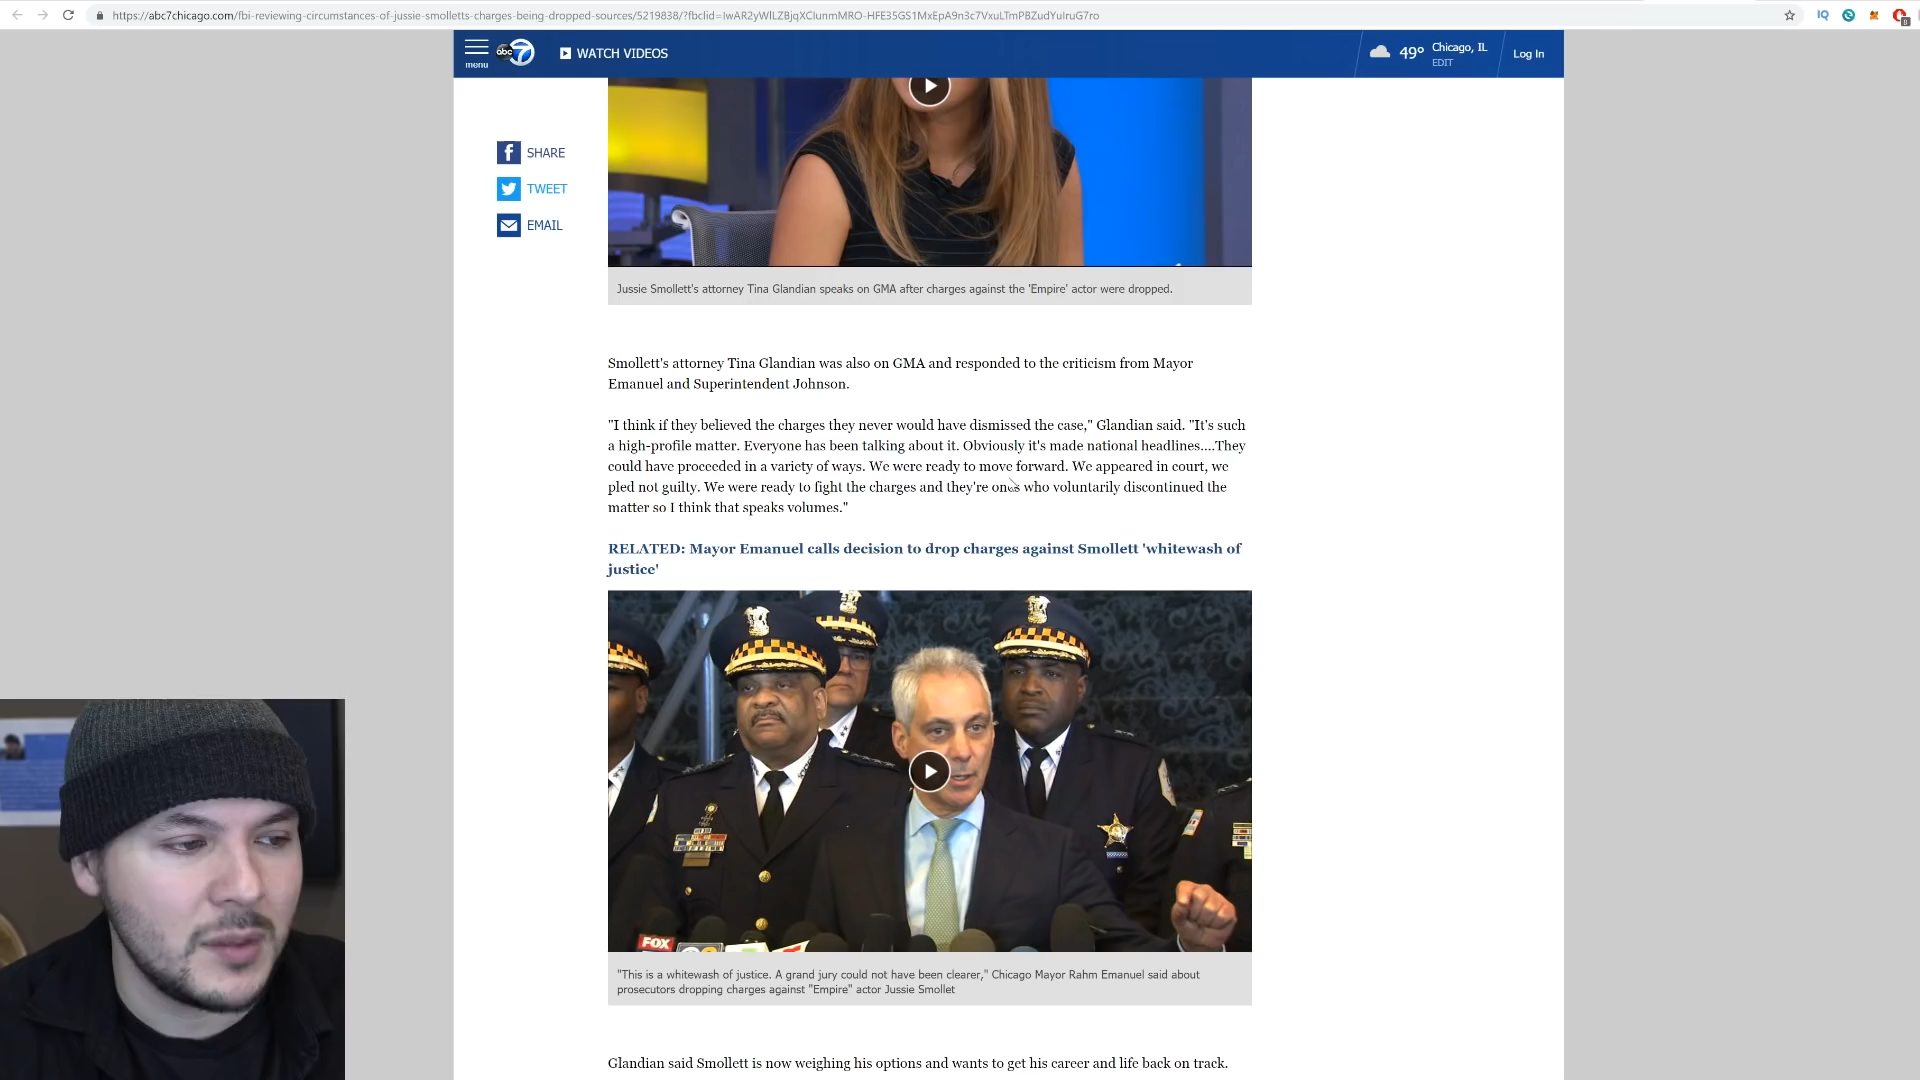 https://abc7chicago.com/fbi-reviewing-circumstances-of-jussie-smolletts-charges-being-dropped-sources/5219838/?fbclid=IwAR2yWlLZBjqXCIunmMRO-HFE35GS1MxEpA9n3c7VxuLTmPBZudYuIruG7ro
menu
abc 7
WATCH VIDEOS
49°
Chicago, IL
EDIT
Log In
SHARE
TWEET
EMAIL
Jussie Smollett's attorney Tina Glandian speaks on GMA after charges against the 'Empire' actor were dropped.
Smollett's attorney Tina Glandian was also on GMA and responded to the criticism from Mayor
Emanuel and Superintendent Johnson.
"I think if they believed the charges they never would have dismissed the case," Glandian said. "It's such
a high-profile matter. Everyone has been talking about it. Obviously it's made national headlines....They
could have proceeded in a variety of ways. We were ready to move forward. We appeared in court, we
pled not guilty. We were ready to fight the charges and they're ones who voluntarily discontinued the
matter so I think that speaks volumes."
RELATED: Mayor Emanuel calls decision to drop charges against Smollett 'whitewash of
justice'
FOX
"This is a whitewash of justice. A grand jury could not have been clearer," Chicago Mayor Rahm Emanuel said about
prosecutors dropping charges against "Empire" actor Jussie Smollet
Glandian said Smollett is now weighing his options and wants to get his career and life back on track.